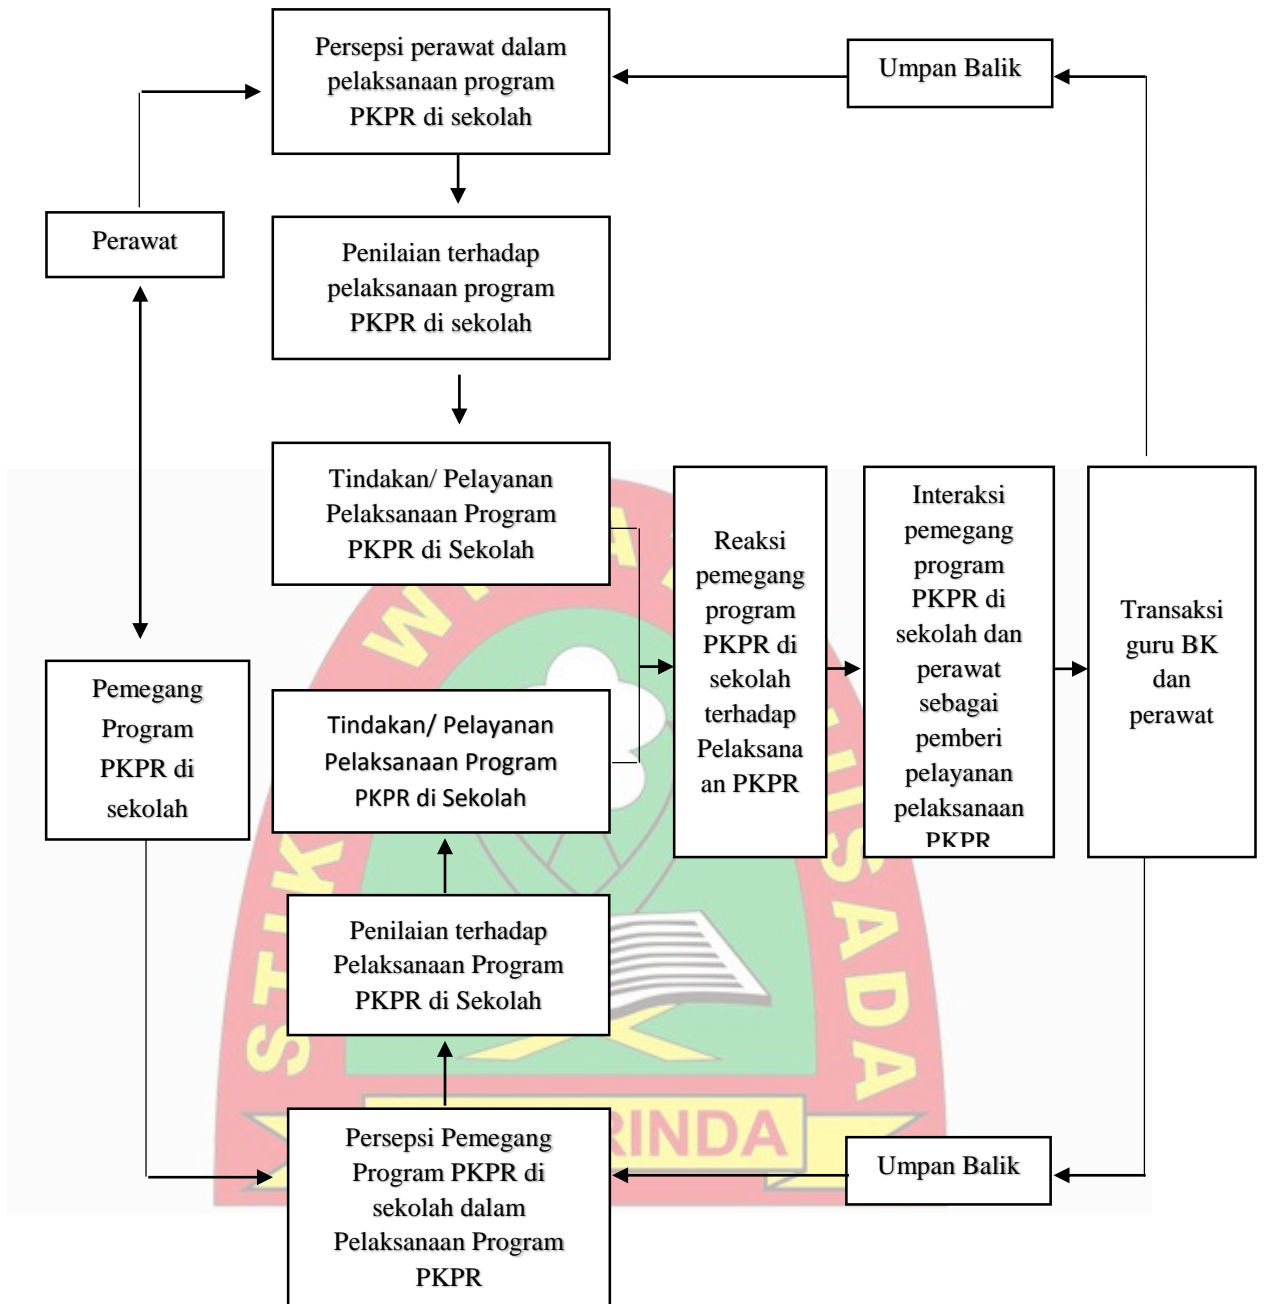 Persepsi perawat dalam
pelaksanaan program
PKPR di sekolah
Umpan Balik
Perawat
Penilaian terhadap
pelaksanaan program
PKPR di sekolah
Tindakan/ Pelayanan
Pelaksanaan Program
PKPR di Sekolah
Reaksi
pemegang
program
PKPR di
sekolah
terhadap
Pelaksana
an PKPR
Interaksi
pemegang
program
PKPR di
sekolah dan
perawat
sebagai
pemberi
pelayanan
pelaksanaan
PKPR
Transaksi
guru BK
dan
perawat
Pemegang
Program
PKPR di
sekolah
Tindakan/ Pelayanan
Pelaksanaan Program
PKPR di Sekolah
Penilaian terhadap
Pelaksanaan Program
PKPR di Sekolah
Persepsi Pemegang
Program PKPR di
sekolah dalam
Pelaksanaan Program
PKPR
Umpan Balik